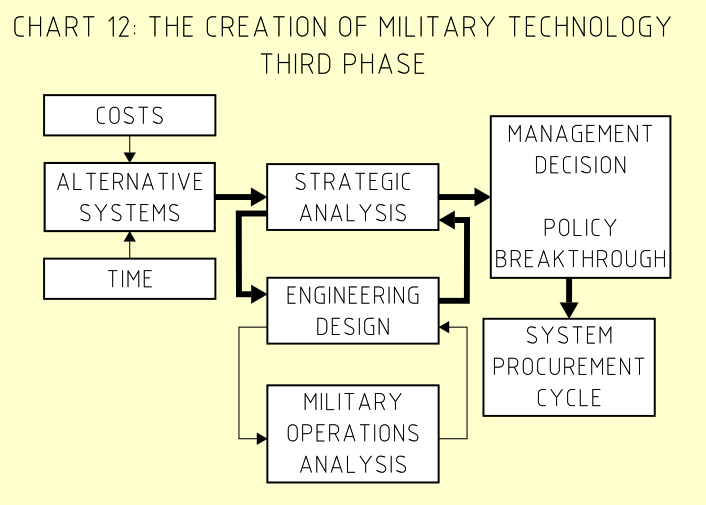 CHART 12: THE CREATION OF MILITARY TECHNOLOGY
THIRD PHASE
COSTS
ALTERNATIVE
SYSTEMS
TIME
STRATEGIC
ANALYSIS
ENGINEERING
DESIGN
MILITARY
OPERATIONS
ANALYSIS
MANAGEMENT
DECISION
POLICY
BREAKTHROUGH
SYSTEM
PROCUREMENT
CYCLE